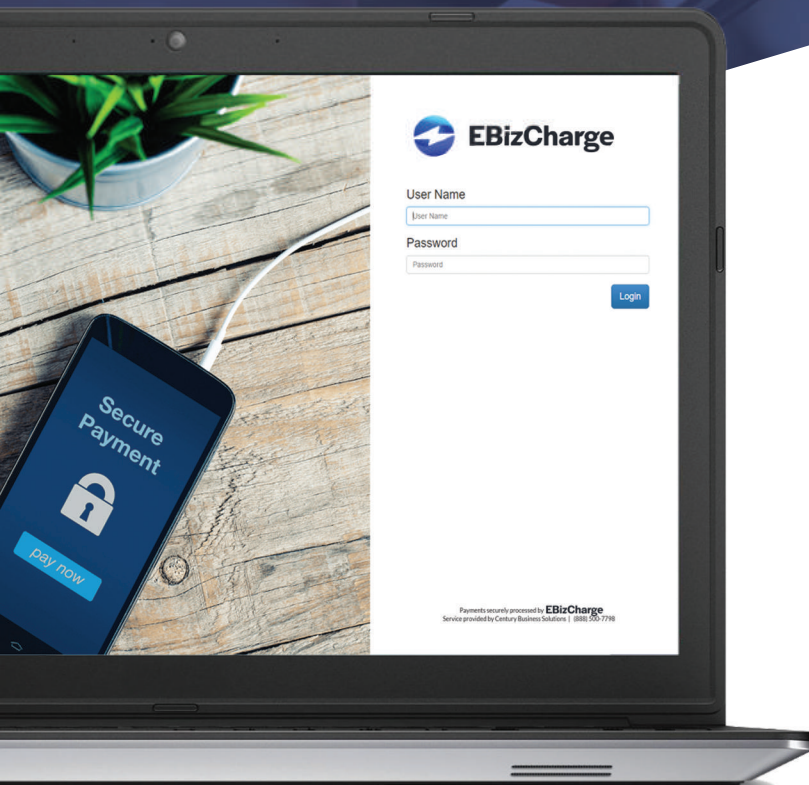 EBizCharge
User Name
User Name
Password
Password
Login
Secure
Payment
pay now
Payments securely processed by EBizCharge
Service provided by Century Business Solutions | (888) 500-7798